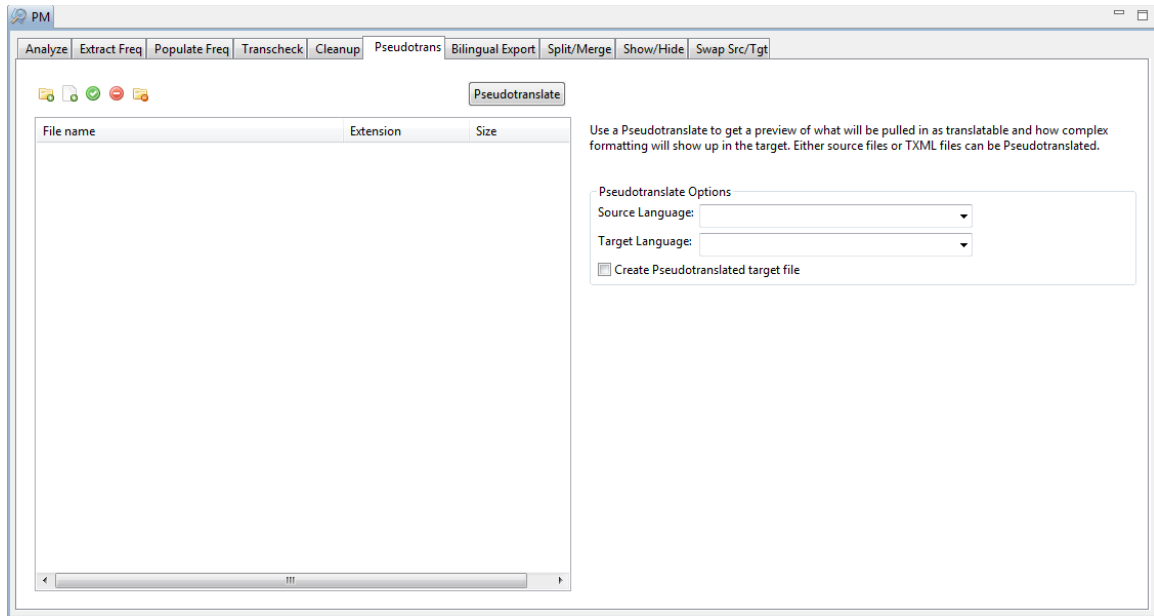 PM
Analyze Extract Freq Populate Freq Transcheck Cleanup Pseudotrans Bilingual Export Split/Merge Show/Hide Swap Src/Tgt
Pseudotranslate
File name Extension Size
Use a Pseudotranslate to get a preview of what will be pulled in as translatable and how complex
formatting will show up in the target. Either source files or TXML files can be Pseudotranslated.
Pseudotranslate Options
Source Language:
Target Language:
Create Pseudotranslated target file